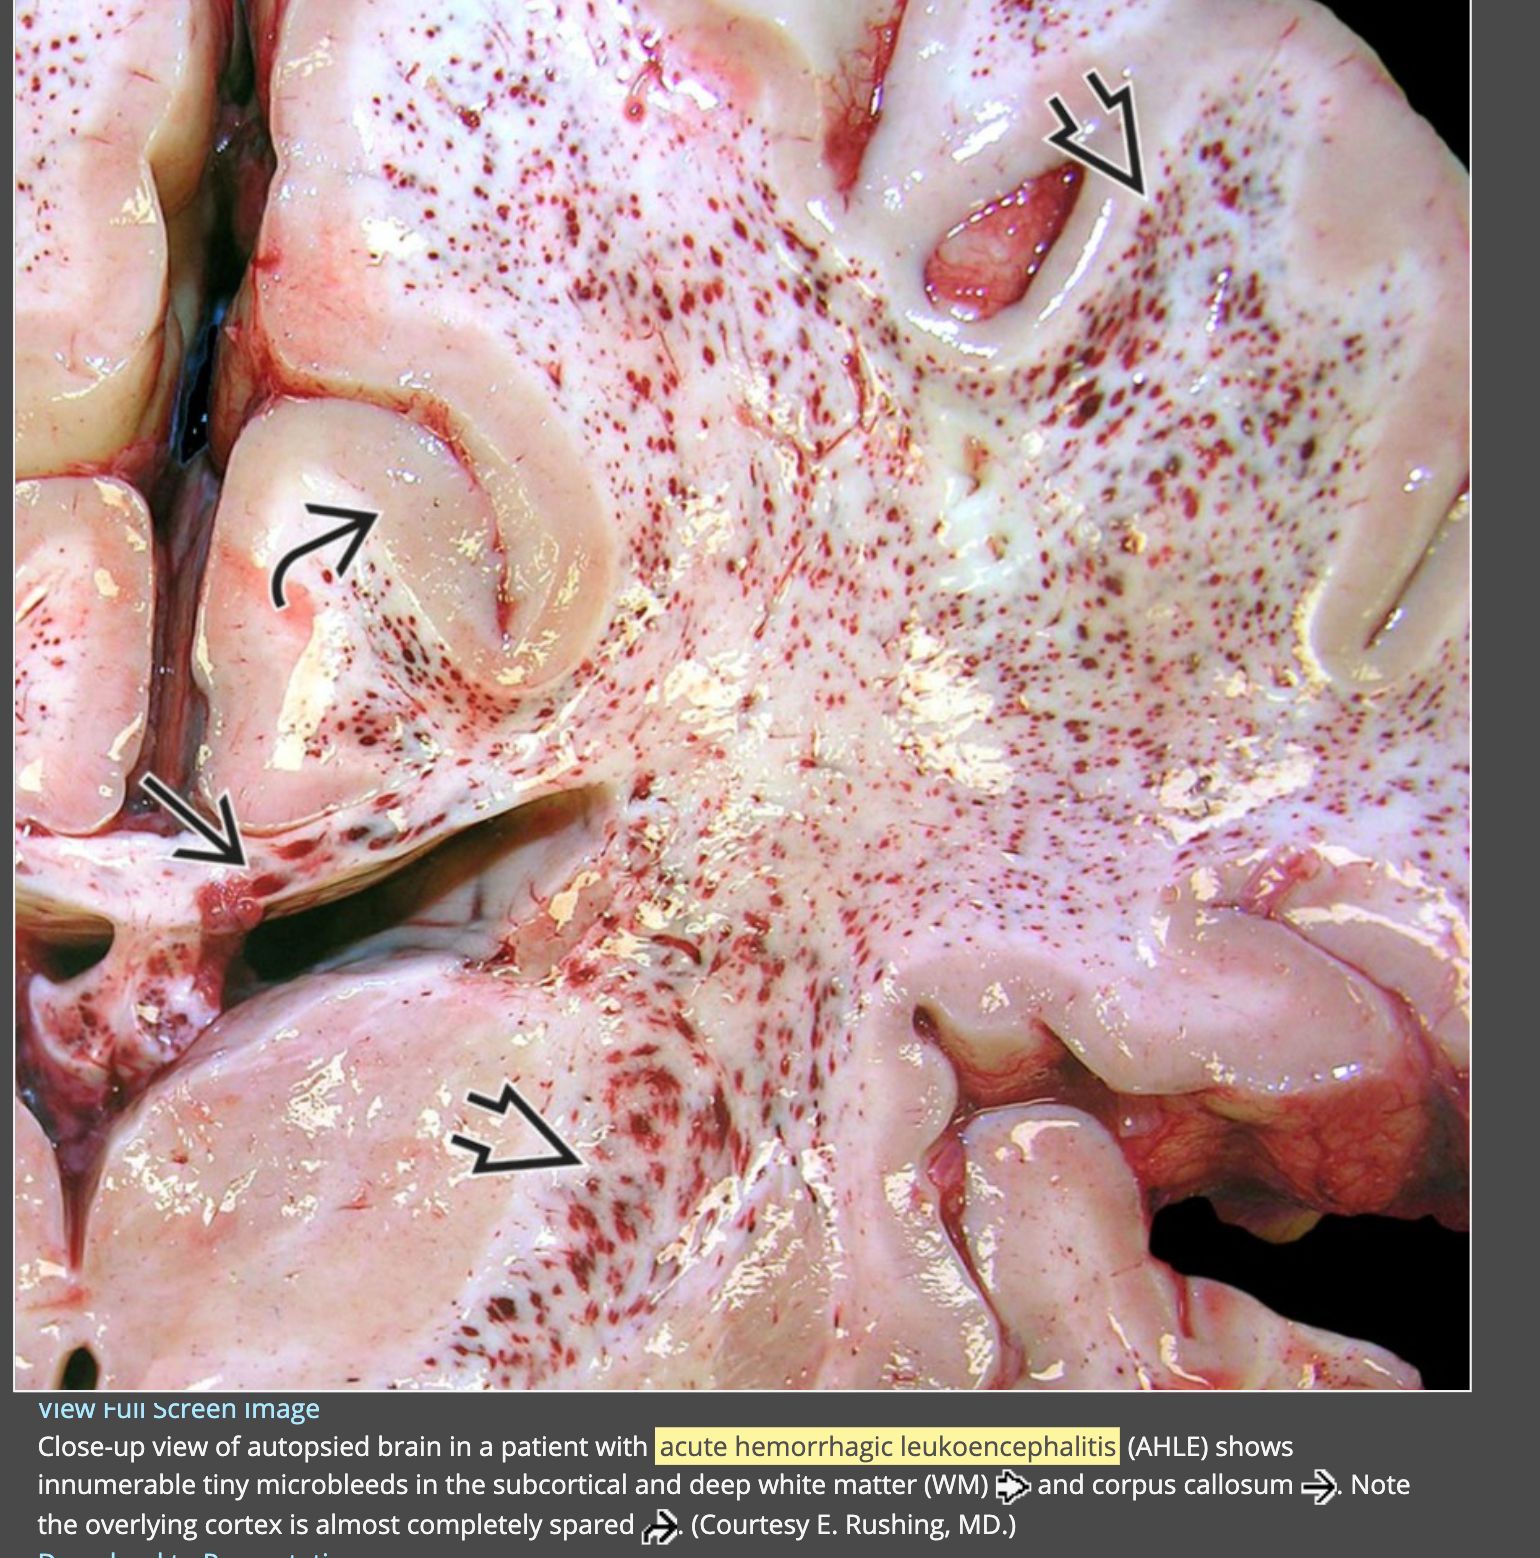 View Full Screen Image
Close-up view of autopsied brain in a patient with acute hemorrhagic leukoencephalitis (AHLE) shows
innumerable tiny microbleeds in the subcortical and deep white matter (WM) and corpus callosum . Note
the overlying cortex is almost completely spared . (Courtesy E. Rushing, MD.)